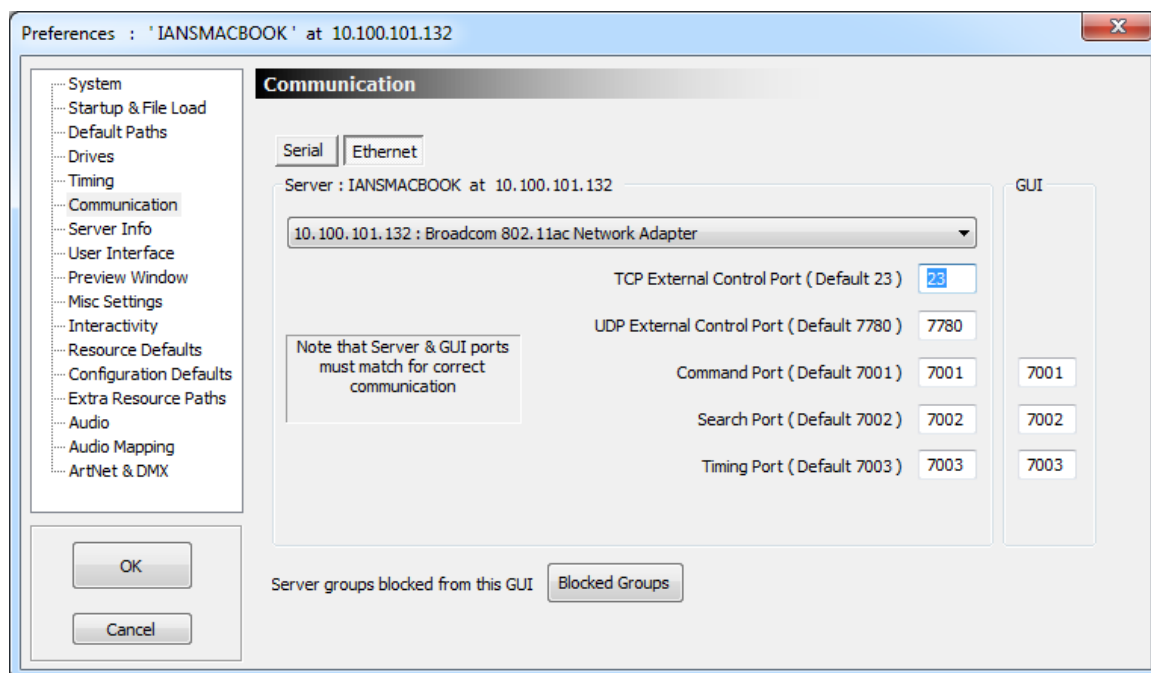 Preferences : ' IANSMACBOOK ' at 10.100.101.132
System
Startup & File Load
Default Paths
Drives
Timing
Communication
Server Info
User Interface
Preview Window
Misc Settings
Interactivity
Resource Defaults
Configuration Defaults
Extra Resource Paths
Audio
Audio Mapping
ArtNet & DMX
OK
Cancel
Communication
Serial Ethernet
Server : IANSMACBOOK at 10.100.101.132
GUI
10.100.101.132 : Broadcom 802.11ac Network Adapter
TCP External Control Port ( Default 23 ) 23
UDP External Control Port ( Default 7780 ) 7780
Note that Server & GUI ports
must match for correct
communication
Command Port ( Default 7001 ) 7001 7001
Search Port ( Default 7002 ) 7002 7002
Timing Port ( Default 7003 ) 7003 7003
Server groups blocked from this GUI Blocked Groups